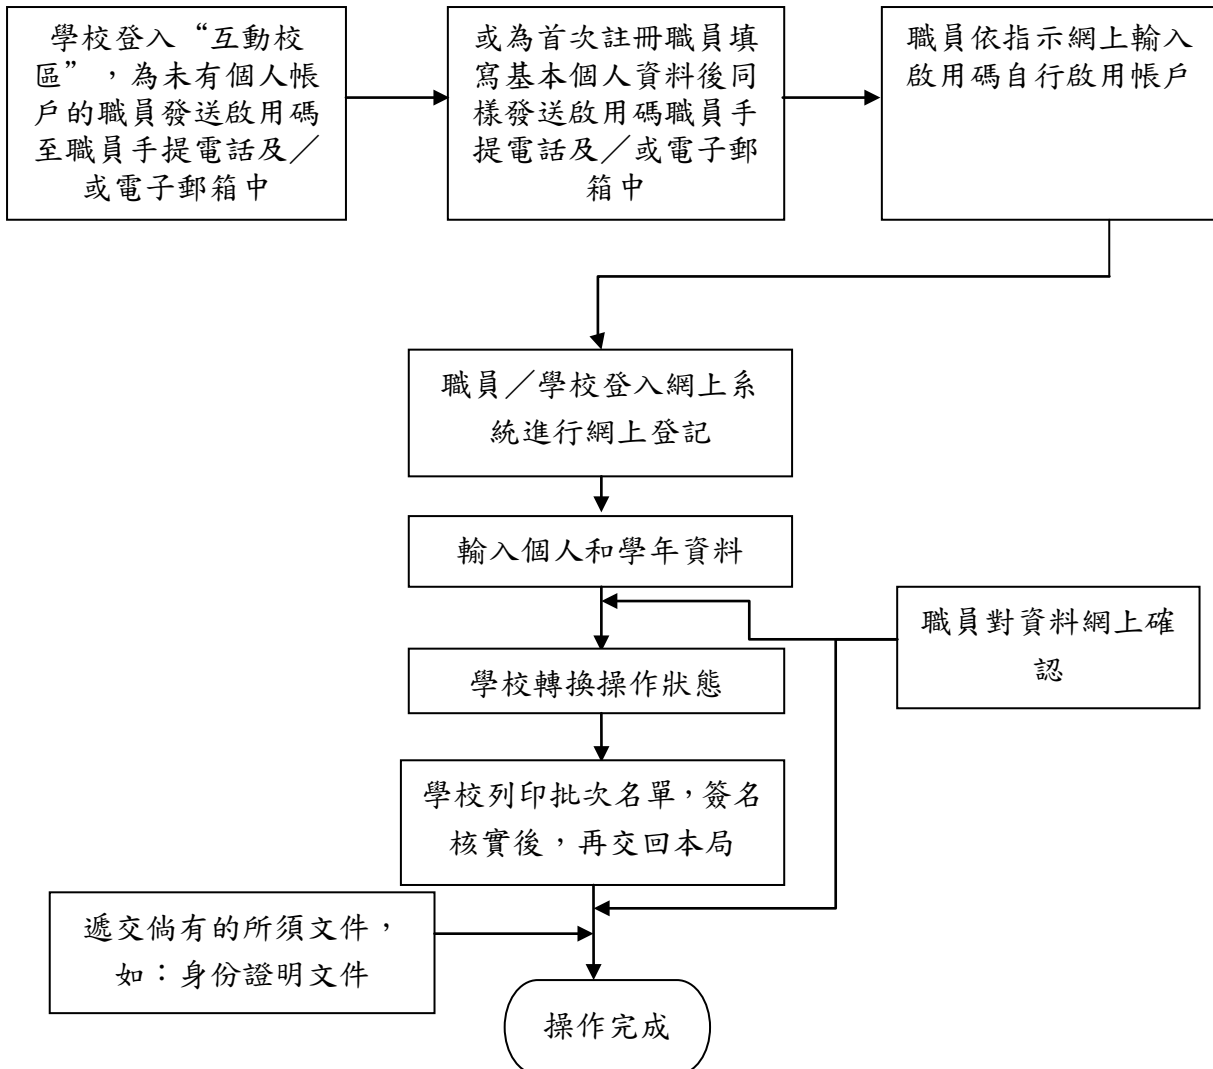 學校登入“互動校
區”，為未有個人帳
戶的職員發送啟用碼
至職員手提電話及／
或電子郵箱中
或為首次註冊職員填
寫基本個人資料後同
樣發送啟用碼職員手
提電話及／或電子郵
箱中
職員依指示網上輸入
啟用碼自行啟用帳戶
職員／學校登入網上系
統進行網上登記
輸入個人和學年資料
職員對資料網上確
認
學校轉換操作狀態
學校列印批次名單，簽名
核實後，再交回本局
遞交倘有的所須文件，
如：身份證明文件
操作完成